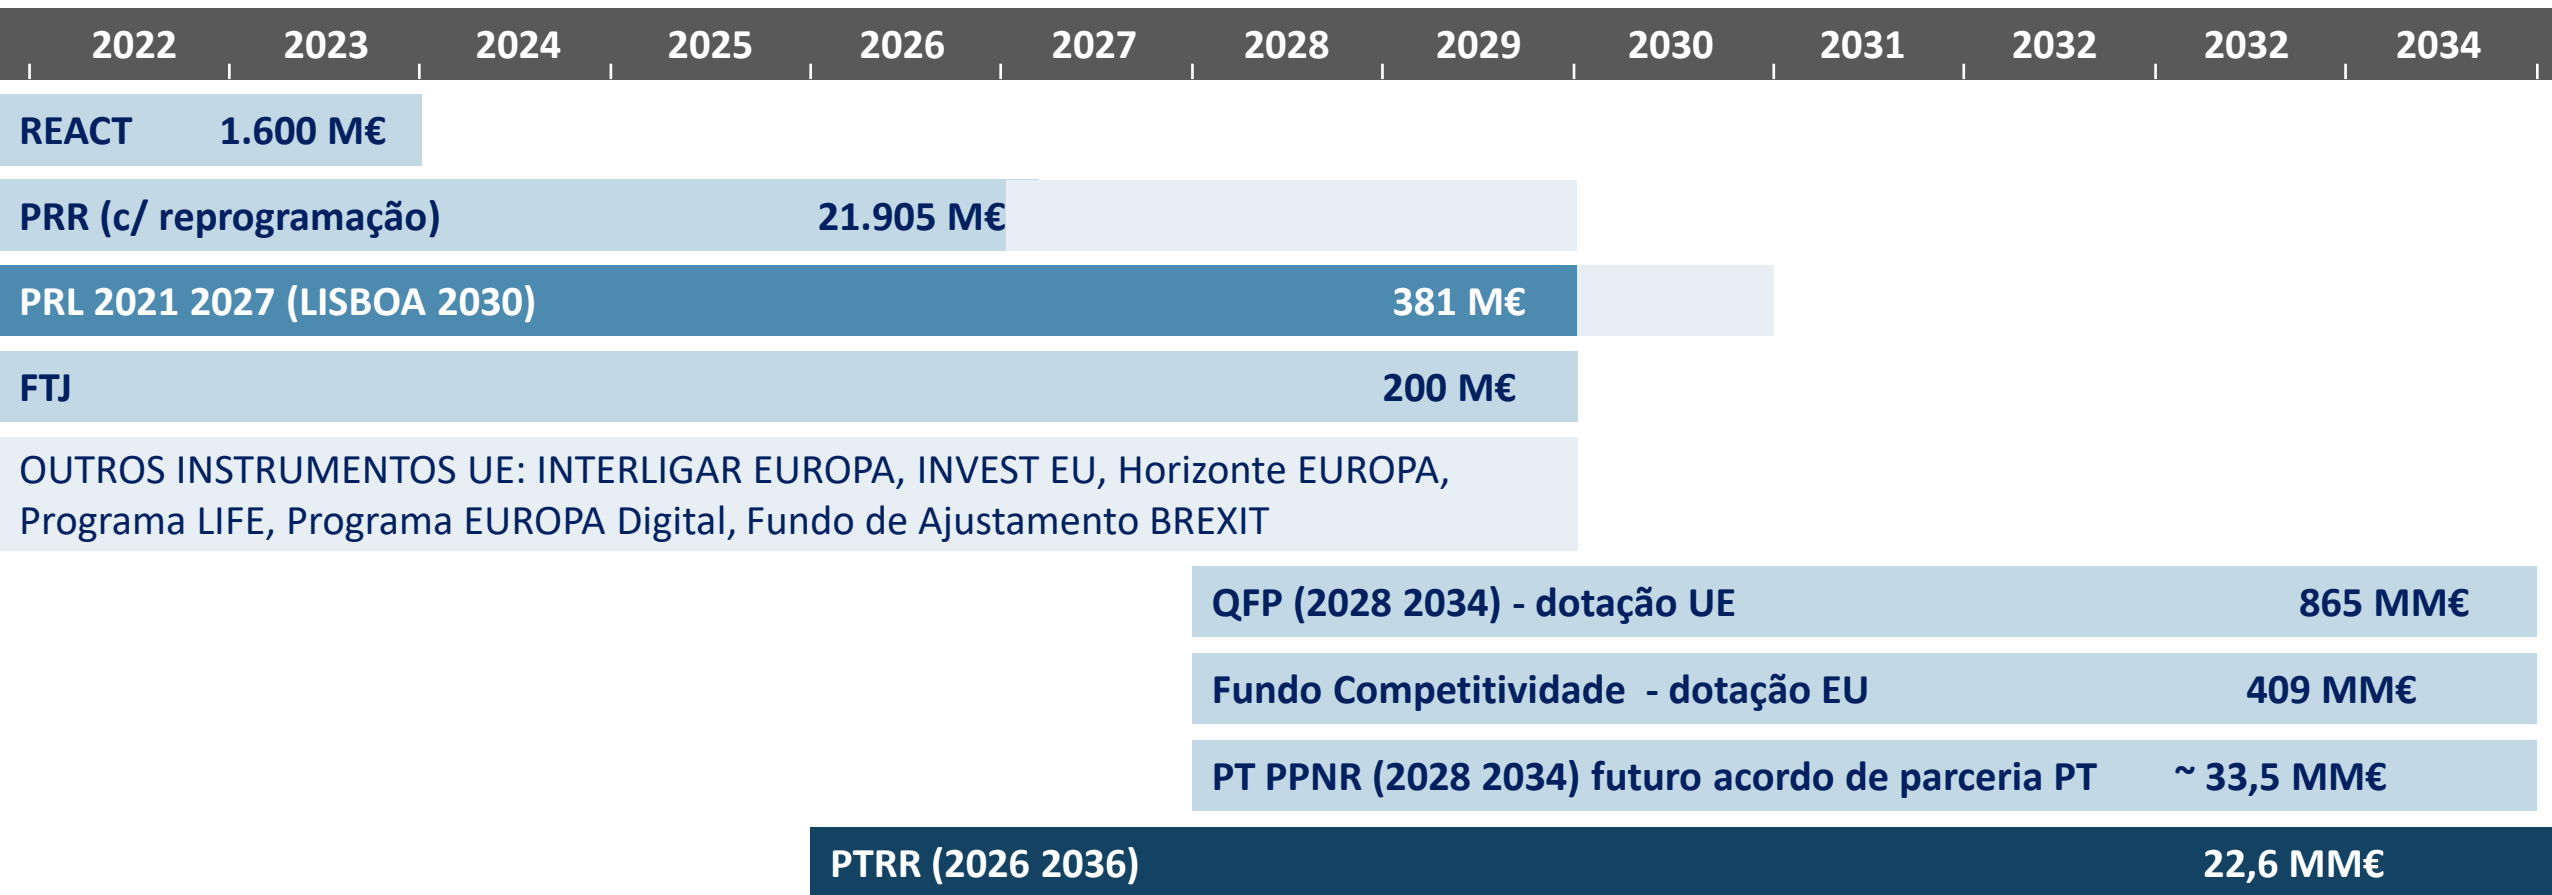 2022 2023 2024 2025 2026 2027 2028 2029 2030 2031 2032 2032 2034
REACT 1.600 M€
PRR (c/ reprogramação) 21.905 M€
PRL 2021 2027 (LISBOA 2030) 381 M€
FTJ 200 M€
OUTROS INSTRUMENTOS UE: INTERLIGAR EUROPA, INVEST EU, Horizonte EUROPA,
Programa LIFE, Programa EUROPA Digital, Fundo de Ajustamento BREXIT
QFP (2028 2034) - dotação UE 865 MM€
Fundo Competitividade - dotação EU 409 MM€
PT PPNR (2028 2034) futuro acordo de parceria PT ~ 33,5 MM€
PTRR (2026 2036) 22,6 MM€